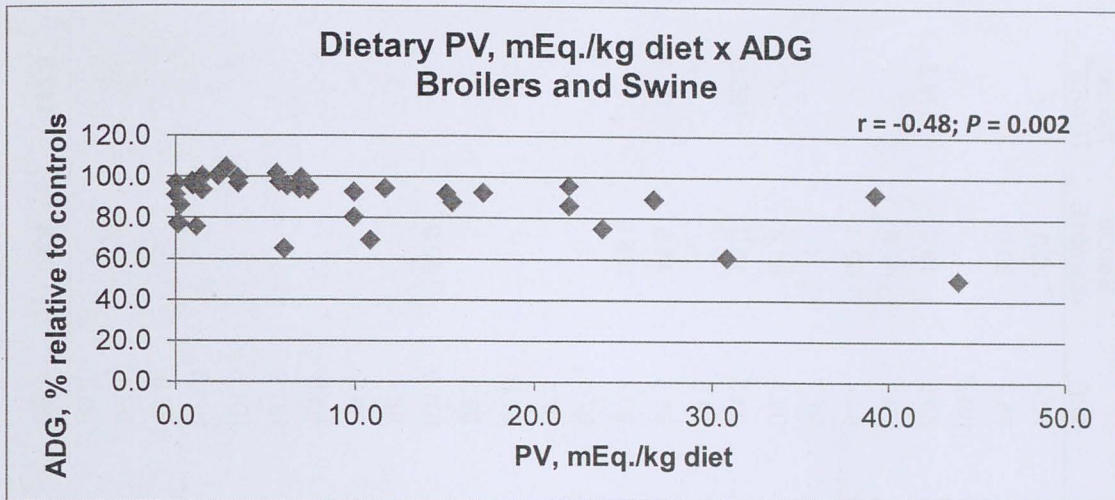 Dietary PV, mEq./kg diet x ADG
Broilers and Swine
r = -0.48; P = 0.002
ADG, % relative to controls
120.0
100.0
80.0
60.0
40.0
20.0
0.0
0.0 10.0 20.0 30.0 40.0 50.0
PV, mEq./kg diet